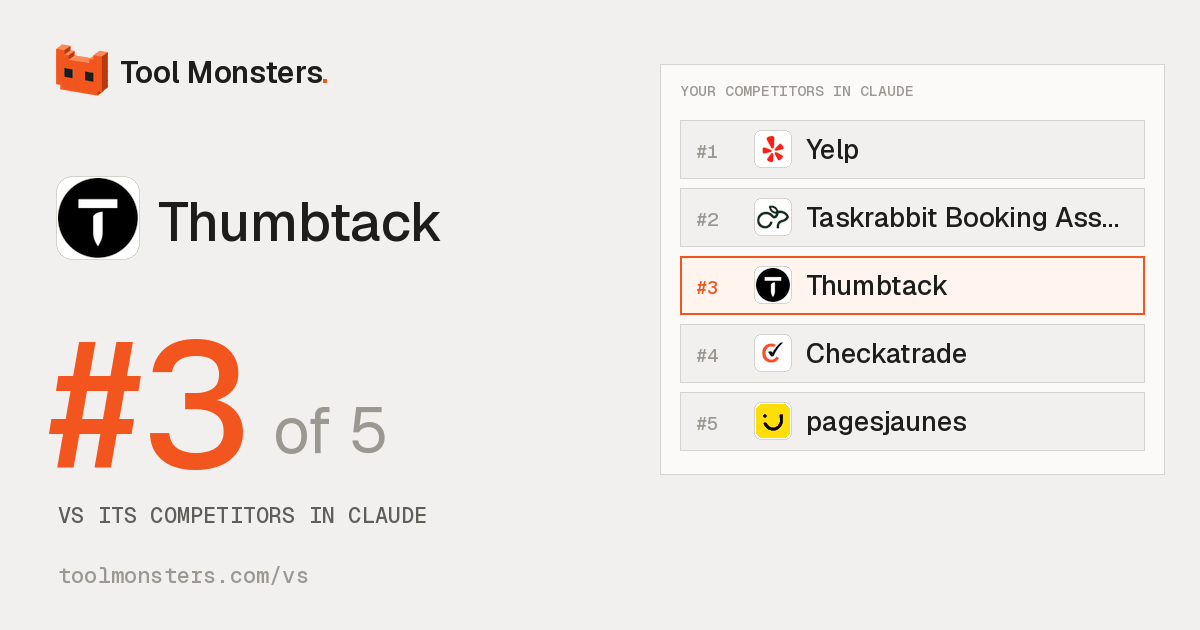 Tool Monsters.
Thumbtack
#3 of 5
VS ITS COMPETITORS IN CLAUDE
toolmonsters.com/vs
YOUR COMPETITORS IN CLAUDE
#1 Yelp
#2 Taskrabbit Booking Ass...
#3 Thumbtack
#4 Checkatrade
#5 pagesjaunes